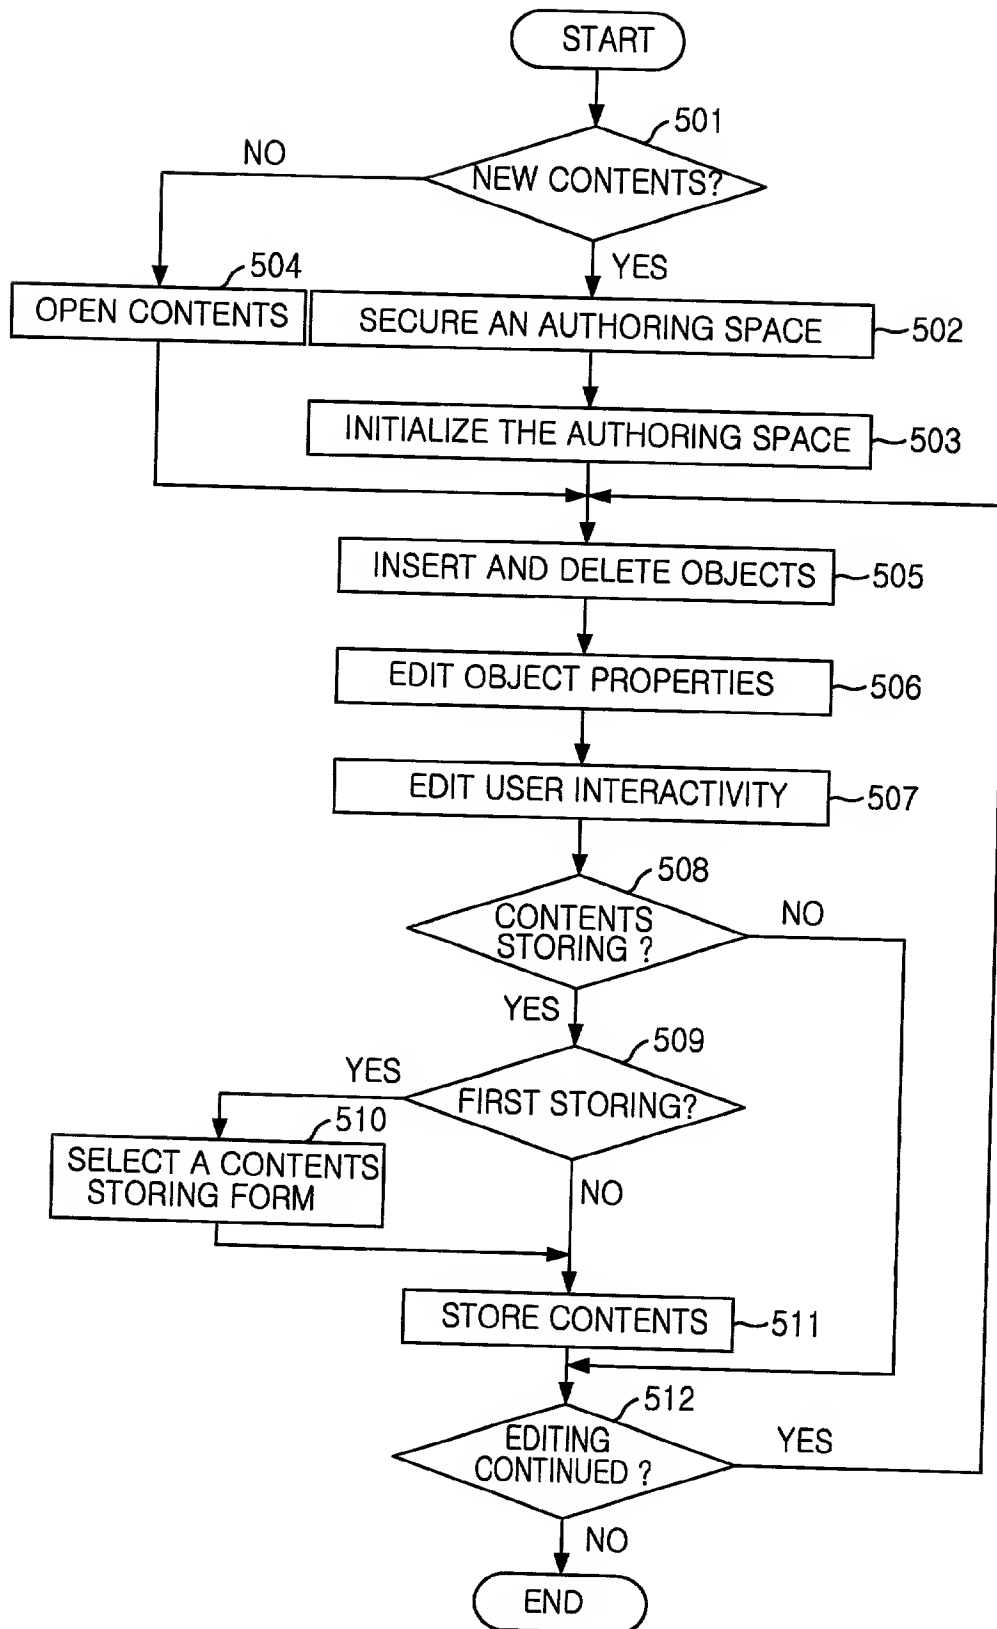 START
501
NO
NEW CONTENTS?
YES
504
OPEN CONTENTS
SECURE AN AUTHORING SPACE
502
INITIALIZE THE AUTHORING SPACE
503
INSERT AND DELETE OBJECTS
505
EDIT OBJECT PROPERTIES
506
EDIT USER INTERACTIVITY
507
508
CONTENTS
STORING ?
NO
YES
509
YES
FIRST STORING?
510
SELECT A CONTENTS
STORING FORM
NO
STORE CONTENTS
511
512
EDITING
CONTINUED ?
YES
NO
END